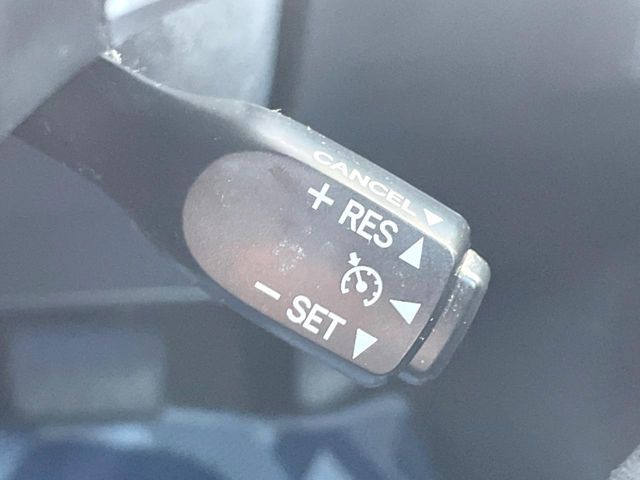 CANCEL ▼
+ RES ▲
◀
− SET ▼